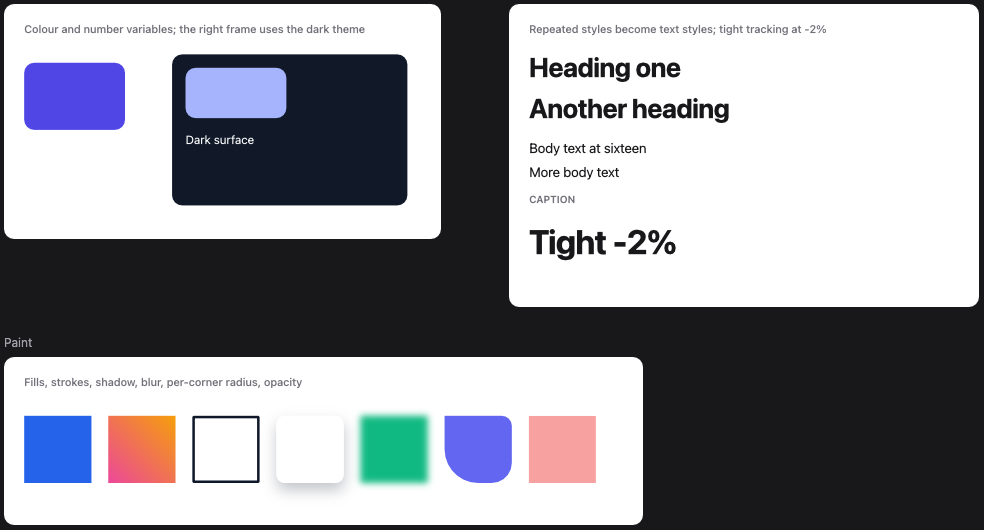 Colour and number variables; the right frame uses the dark theme
Dark surface
Repeated styles become text styles; tight tracking at -2%
Heading one
Another heading
Body text at sixteen
More body text
CAPTION
Tight -2%
Paint
Fills, strokes, shadow, blur, per-corner radius, opacity